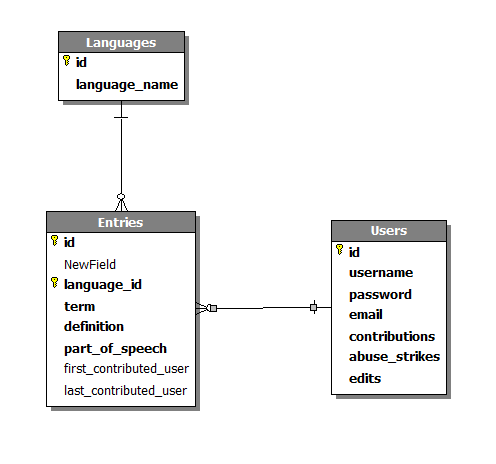 Languages
id
language_name
Entries
id
NewField
language_id
term
definition
part_of_speech
first_contributed_user
last_contributed_user
Users
id
username
password
email
contributions
abuse_strikes
edits